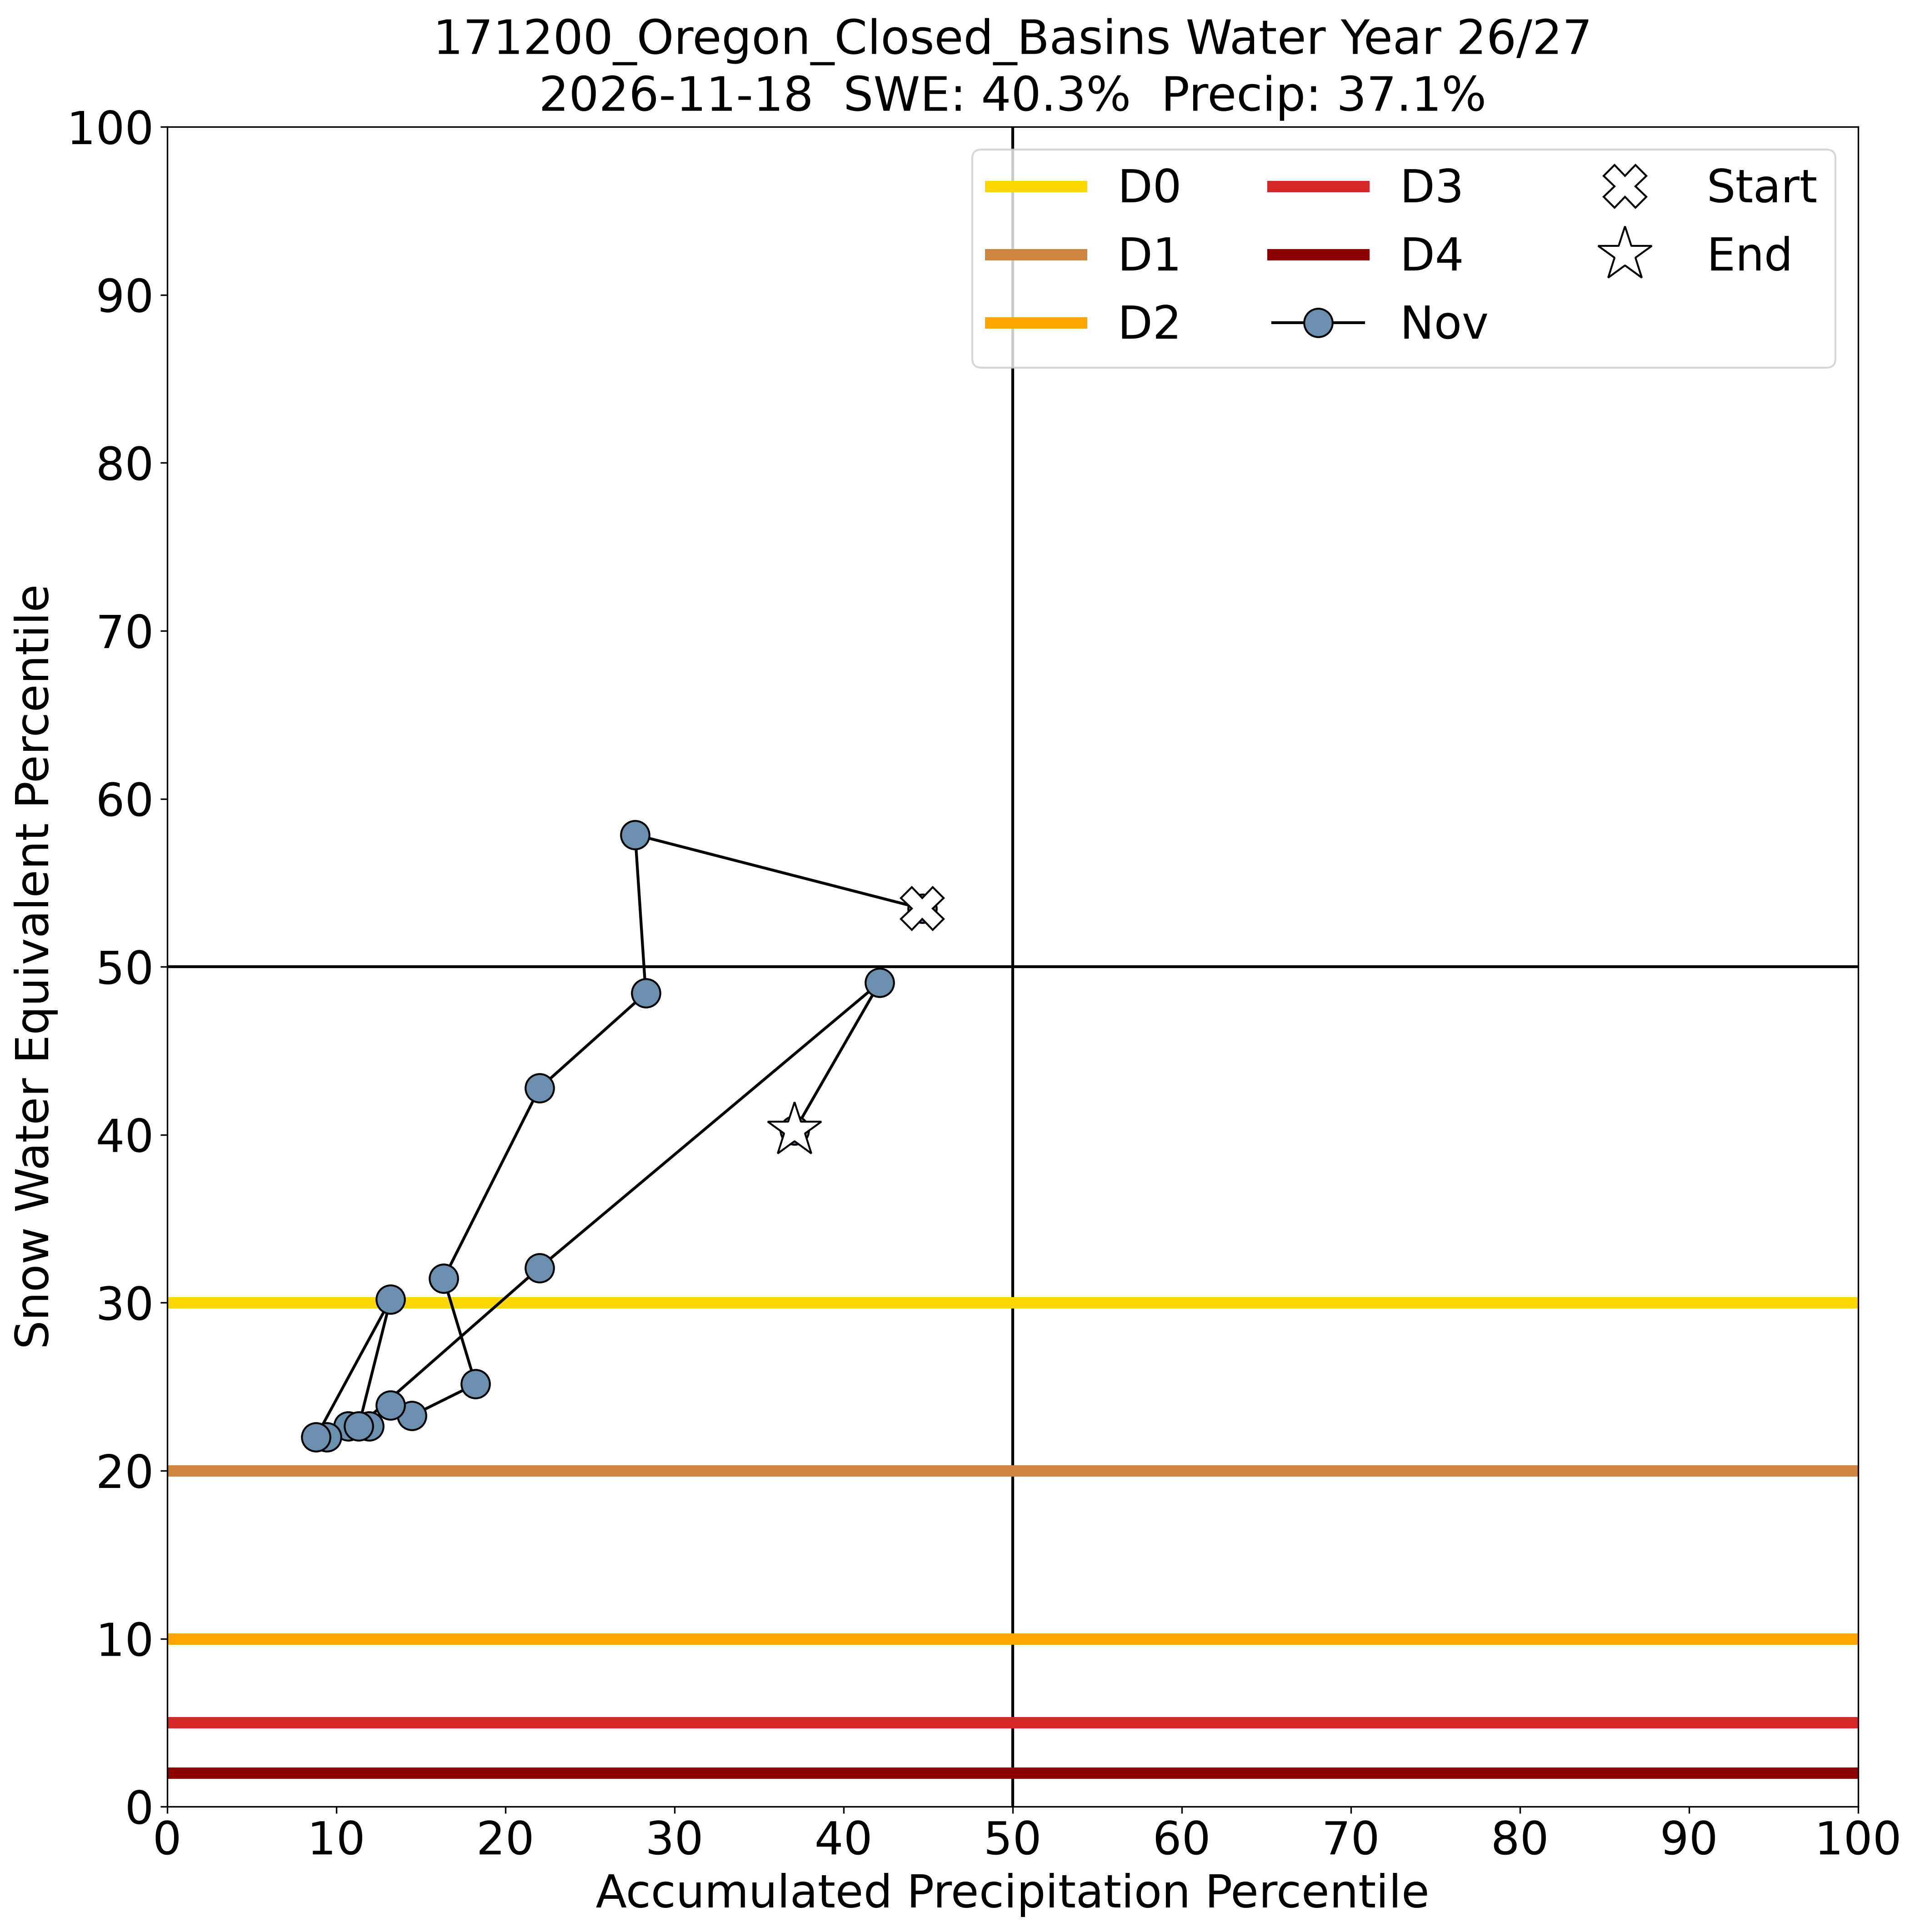 171200_Oregon_Closed_Basins Water Year 26/27
2026-11-18  SWE: 40.3%  Precip: 37.1%
100
90
80
70
60
50
40
30
20
10
0
Snow Water Equivalent Percentile
D0
D1
D2
D3
D4
Nov
Start
End
0 10 20 30 40 50 60 70 80 90 100
Accumulated Precipitation Percentile